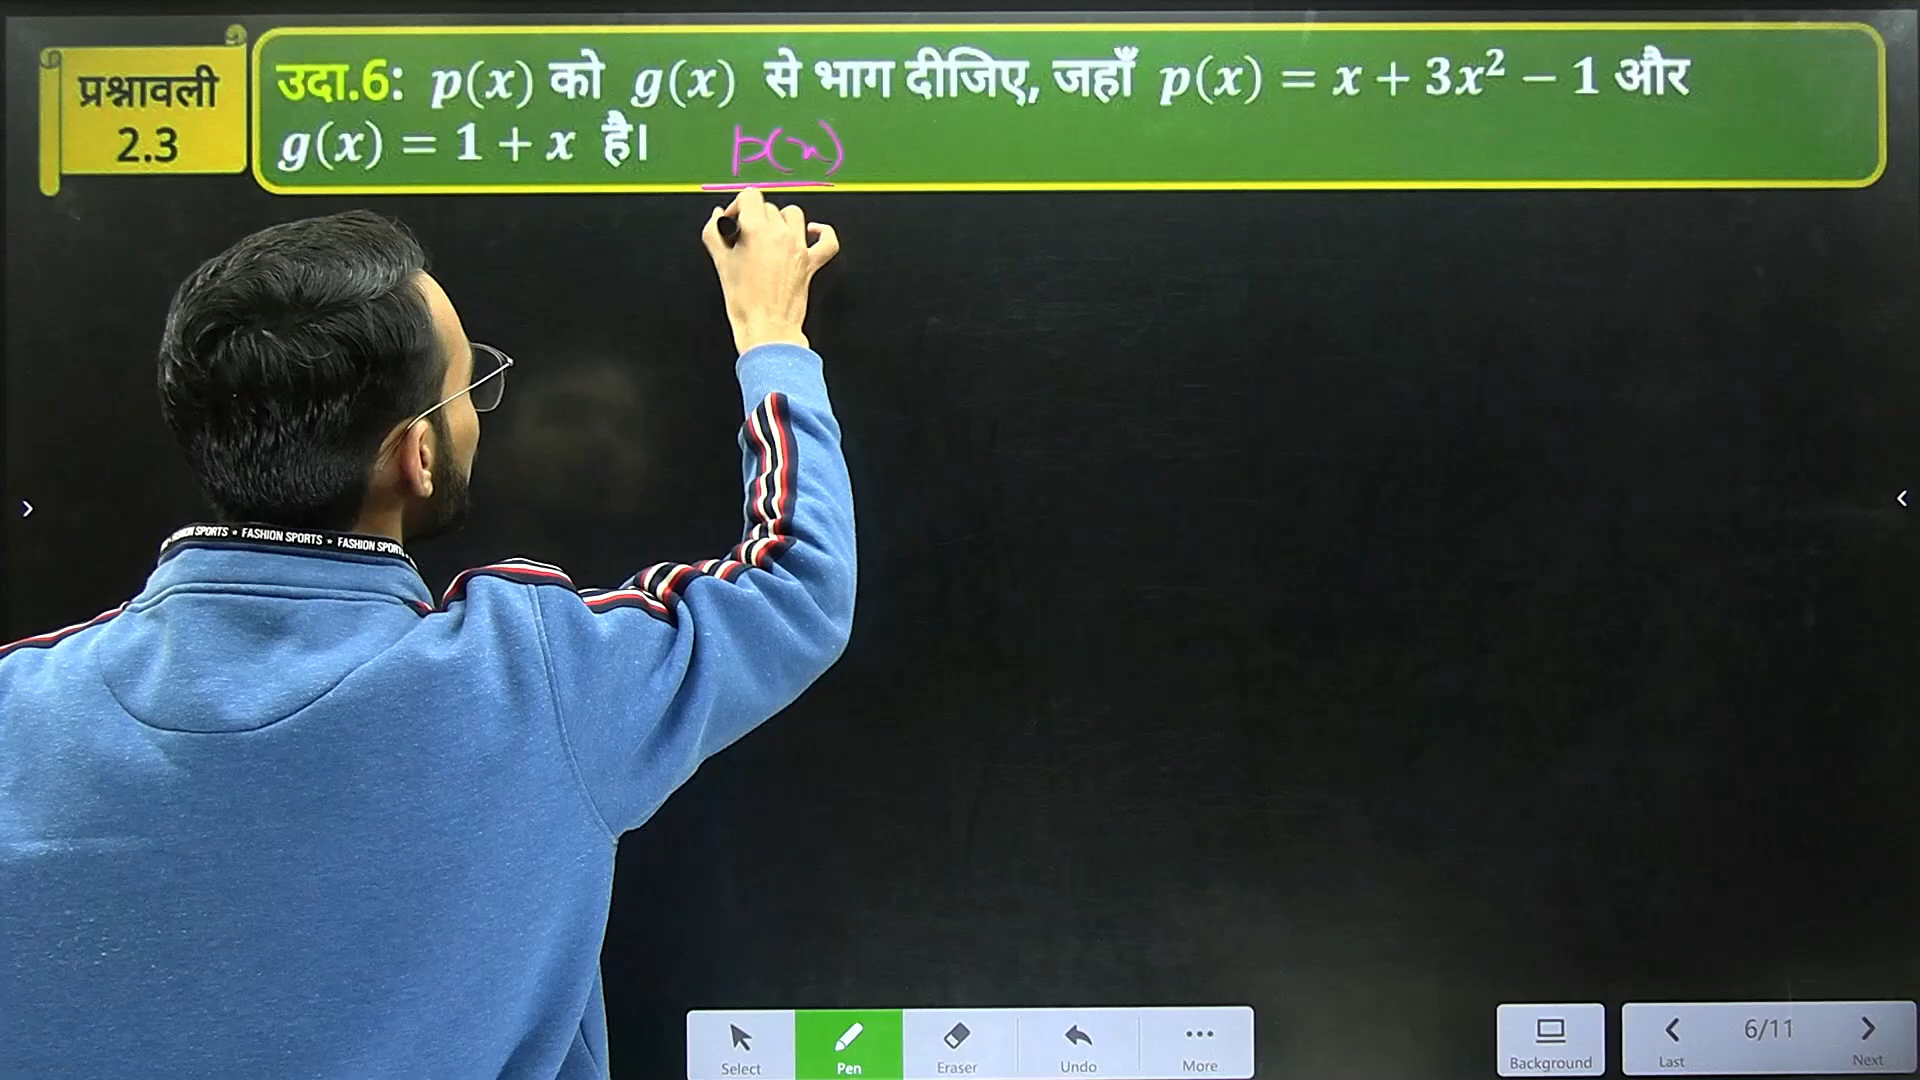 प्रश्नावली
2.3
उदा.6: p(x) को g(x) से भाग दीजिए, जहाँ p(x) = x + 3x² − 1 और
g(x) = 1 + x है।
p(x)
SPORTS * FASHION SPORTS * FASHION SPORTS
Select
Pen
Eraser
Undo
More
Background
6/11
Last
Next